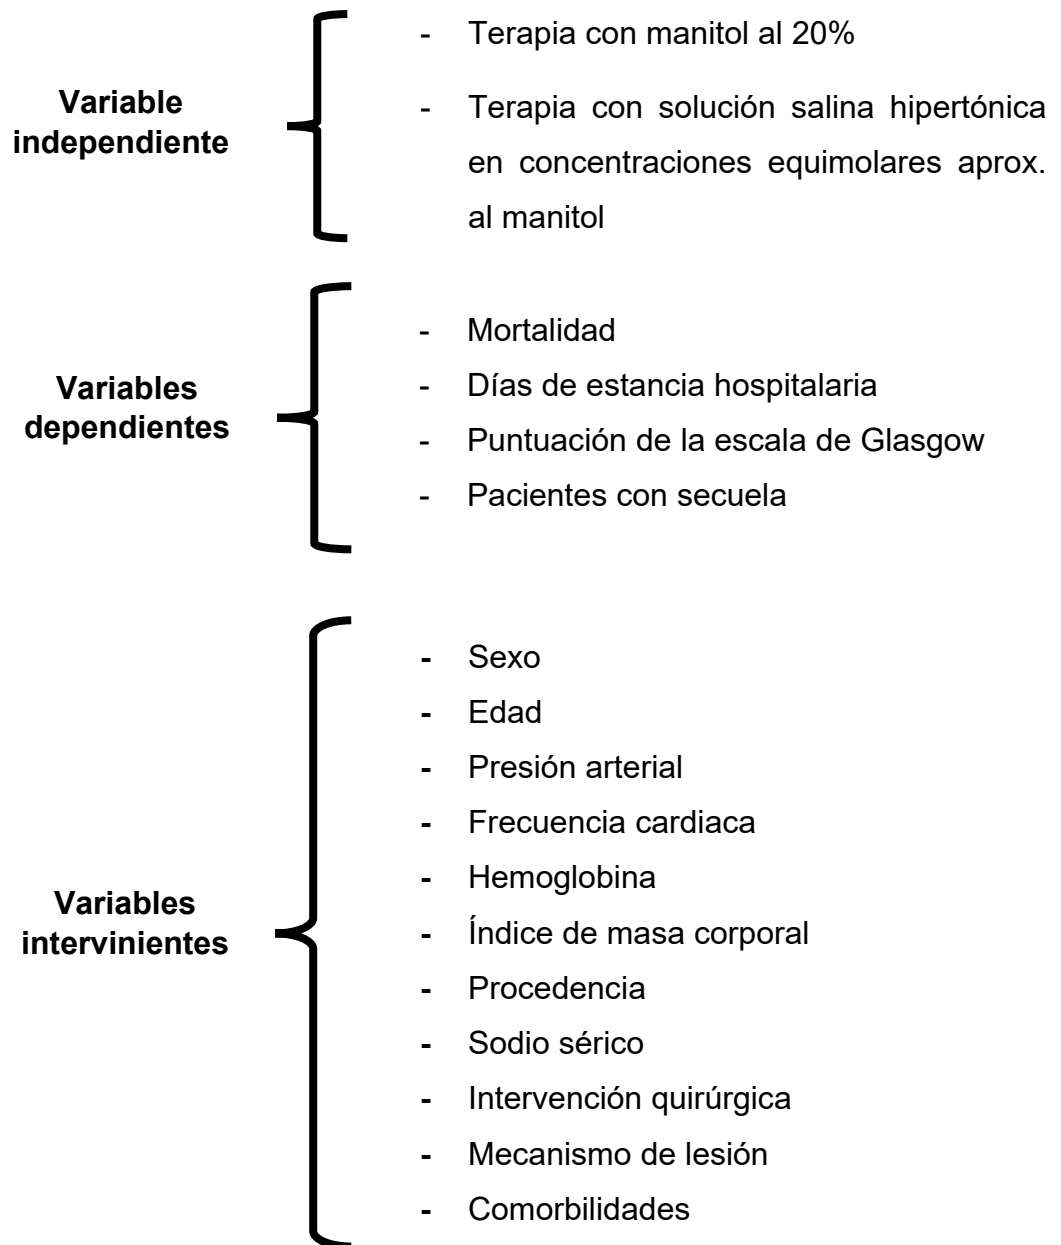 Variable
independiente
- Terapia con manitol al 20%
- Terapia con solución salina hipertónica
en concentraciones equimolares aprox.
al manitol
Variables
dependientes
- Mortalidad
- Días de estancia hospitalaria
- Puntuación de la escala de Glasgow
- Pacientes con secuela
Variables
intervinientes
- Sexo
- Edad
- Presión arterial
- Frecuencia cardiaca
- Hemoglobina
- Índice de masa corporal
- Procedencia
- Sodio sérico
- Intervención quirúrgica
- Mecanismo de lesión
- Comorbilidades